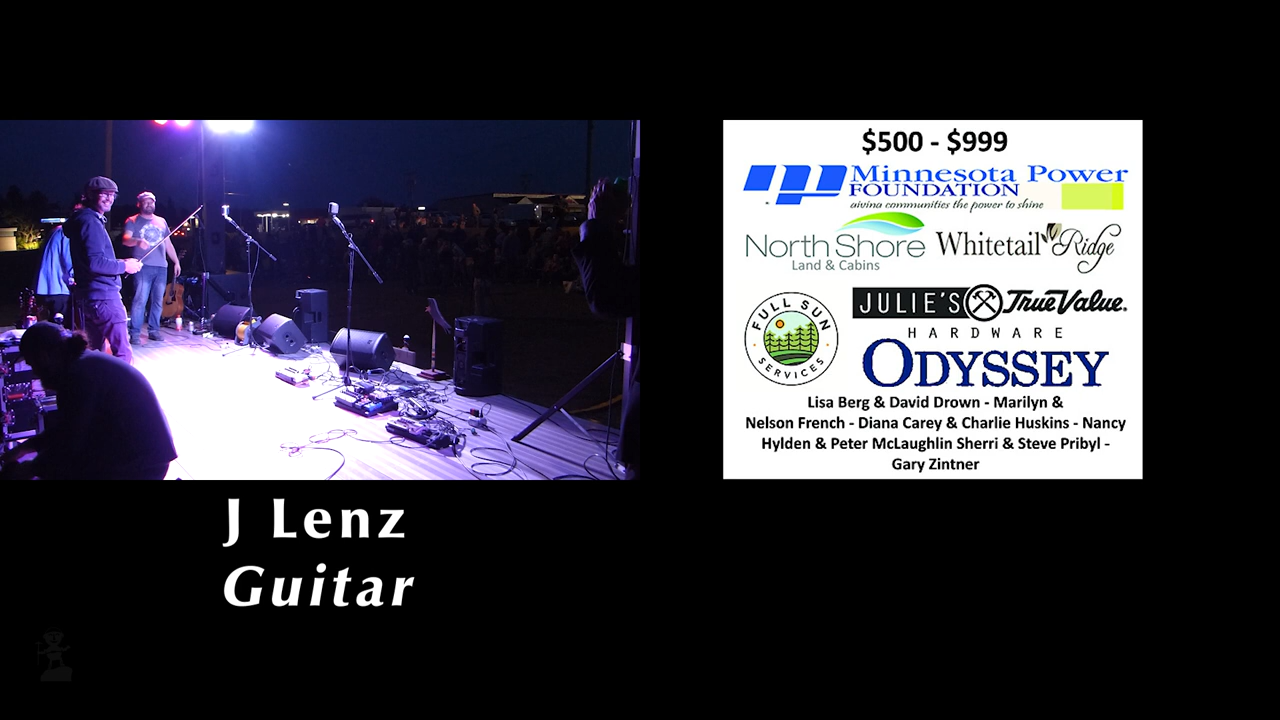 $500 - $999
Minnesota Power
FOUNDATION
giving communities the power to shine
North Shore
Land & Cabins
Whitetail Ridge
FULL SUN
SERVICES
JULIE'S True Value.
HARDWARE
ODYSSEY
Lisa Berg & David Drown - Marilyn &
Nelson French - Diana Carey & Charlie Huskins - Nancy
Hylden & Peter McLaughlin Sherri & Steve Pribyl -
Gary Zintner
J Lenz
Guitar